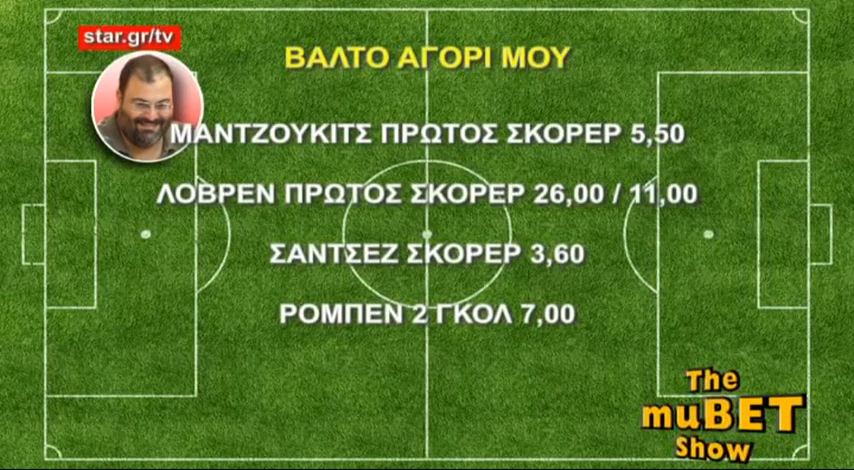 star.gr/tv
ΒΑΛΤΟ ΑΓΟΡΙ ΜΟΥ
ΜΑΝΤΖΟΥΚΙΤΣ ΠΡΩΤΟΣ ΣΚΟΡΕΡ 5,50
ΛΟΒΡΕΝ ΠΡΩΤΟΣ ΣΚΟΡΕΡ 26,00 / 11,00
ΣΑΝΤΣΕΖ ΣΚΟΡΕΡ 3,60
ΡΟΜΠΕΝ 2 ΓΚΟΛ 7,00
The
muBET
Show